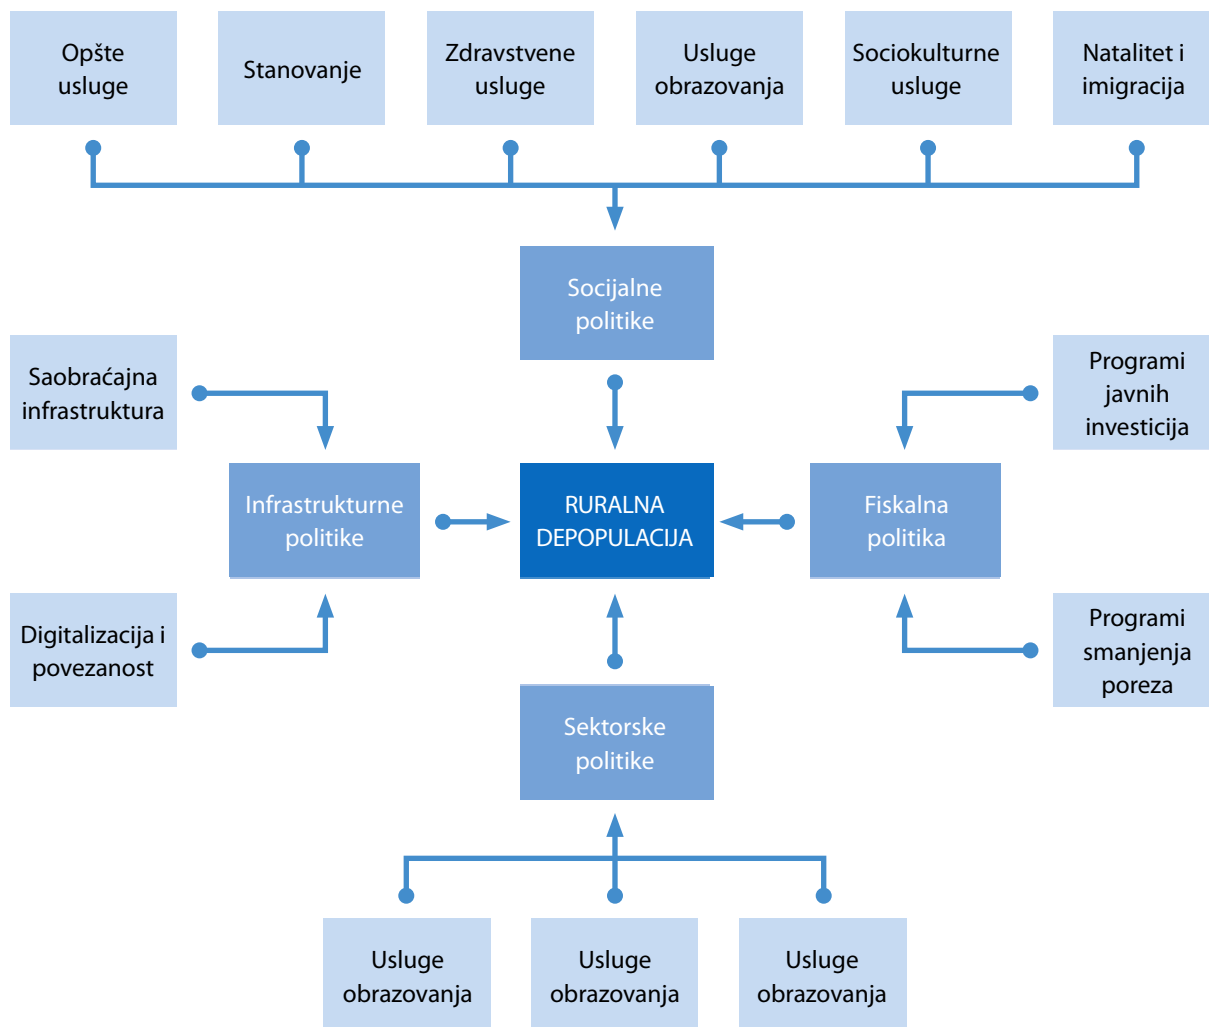 Opšte
usluge
Stanovanje
Zdravstvene
usluge
Usluge
obrazovanja
Sociokulturne
usluge
Natalitet i
imigracija
Socijalne
politike
Saobraćajna
infrastruktura
Programi
javnih
investicija
Infrastrukturne
politike
RURALNA
DEPOPULACIJA
Fiskalna
politika
Digitalizacija i
povezanost
Programi
smanjenja
poreza
Sektorske
politike
Usluge
obrazovanja
Usluge
obrazovanja
Usluge
obrazovanja